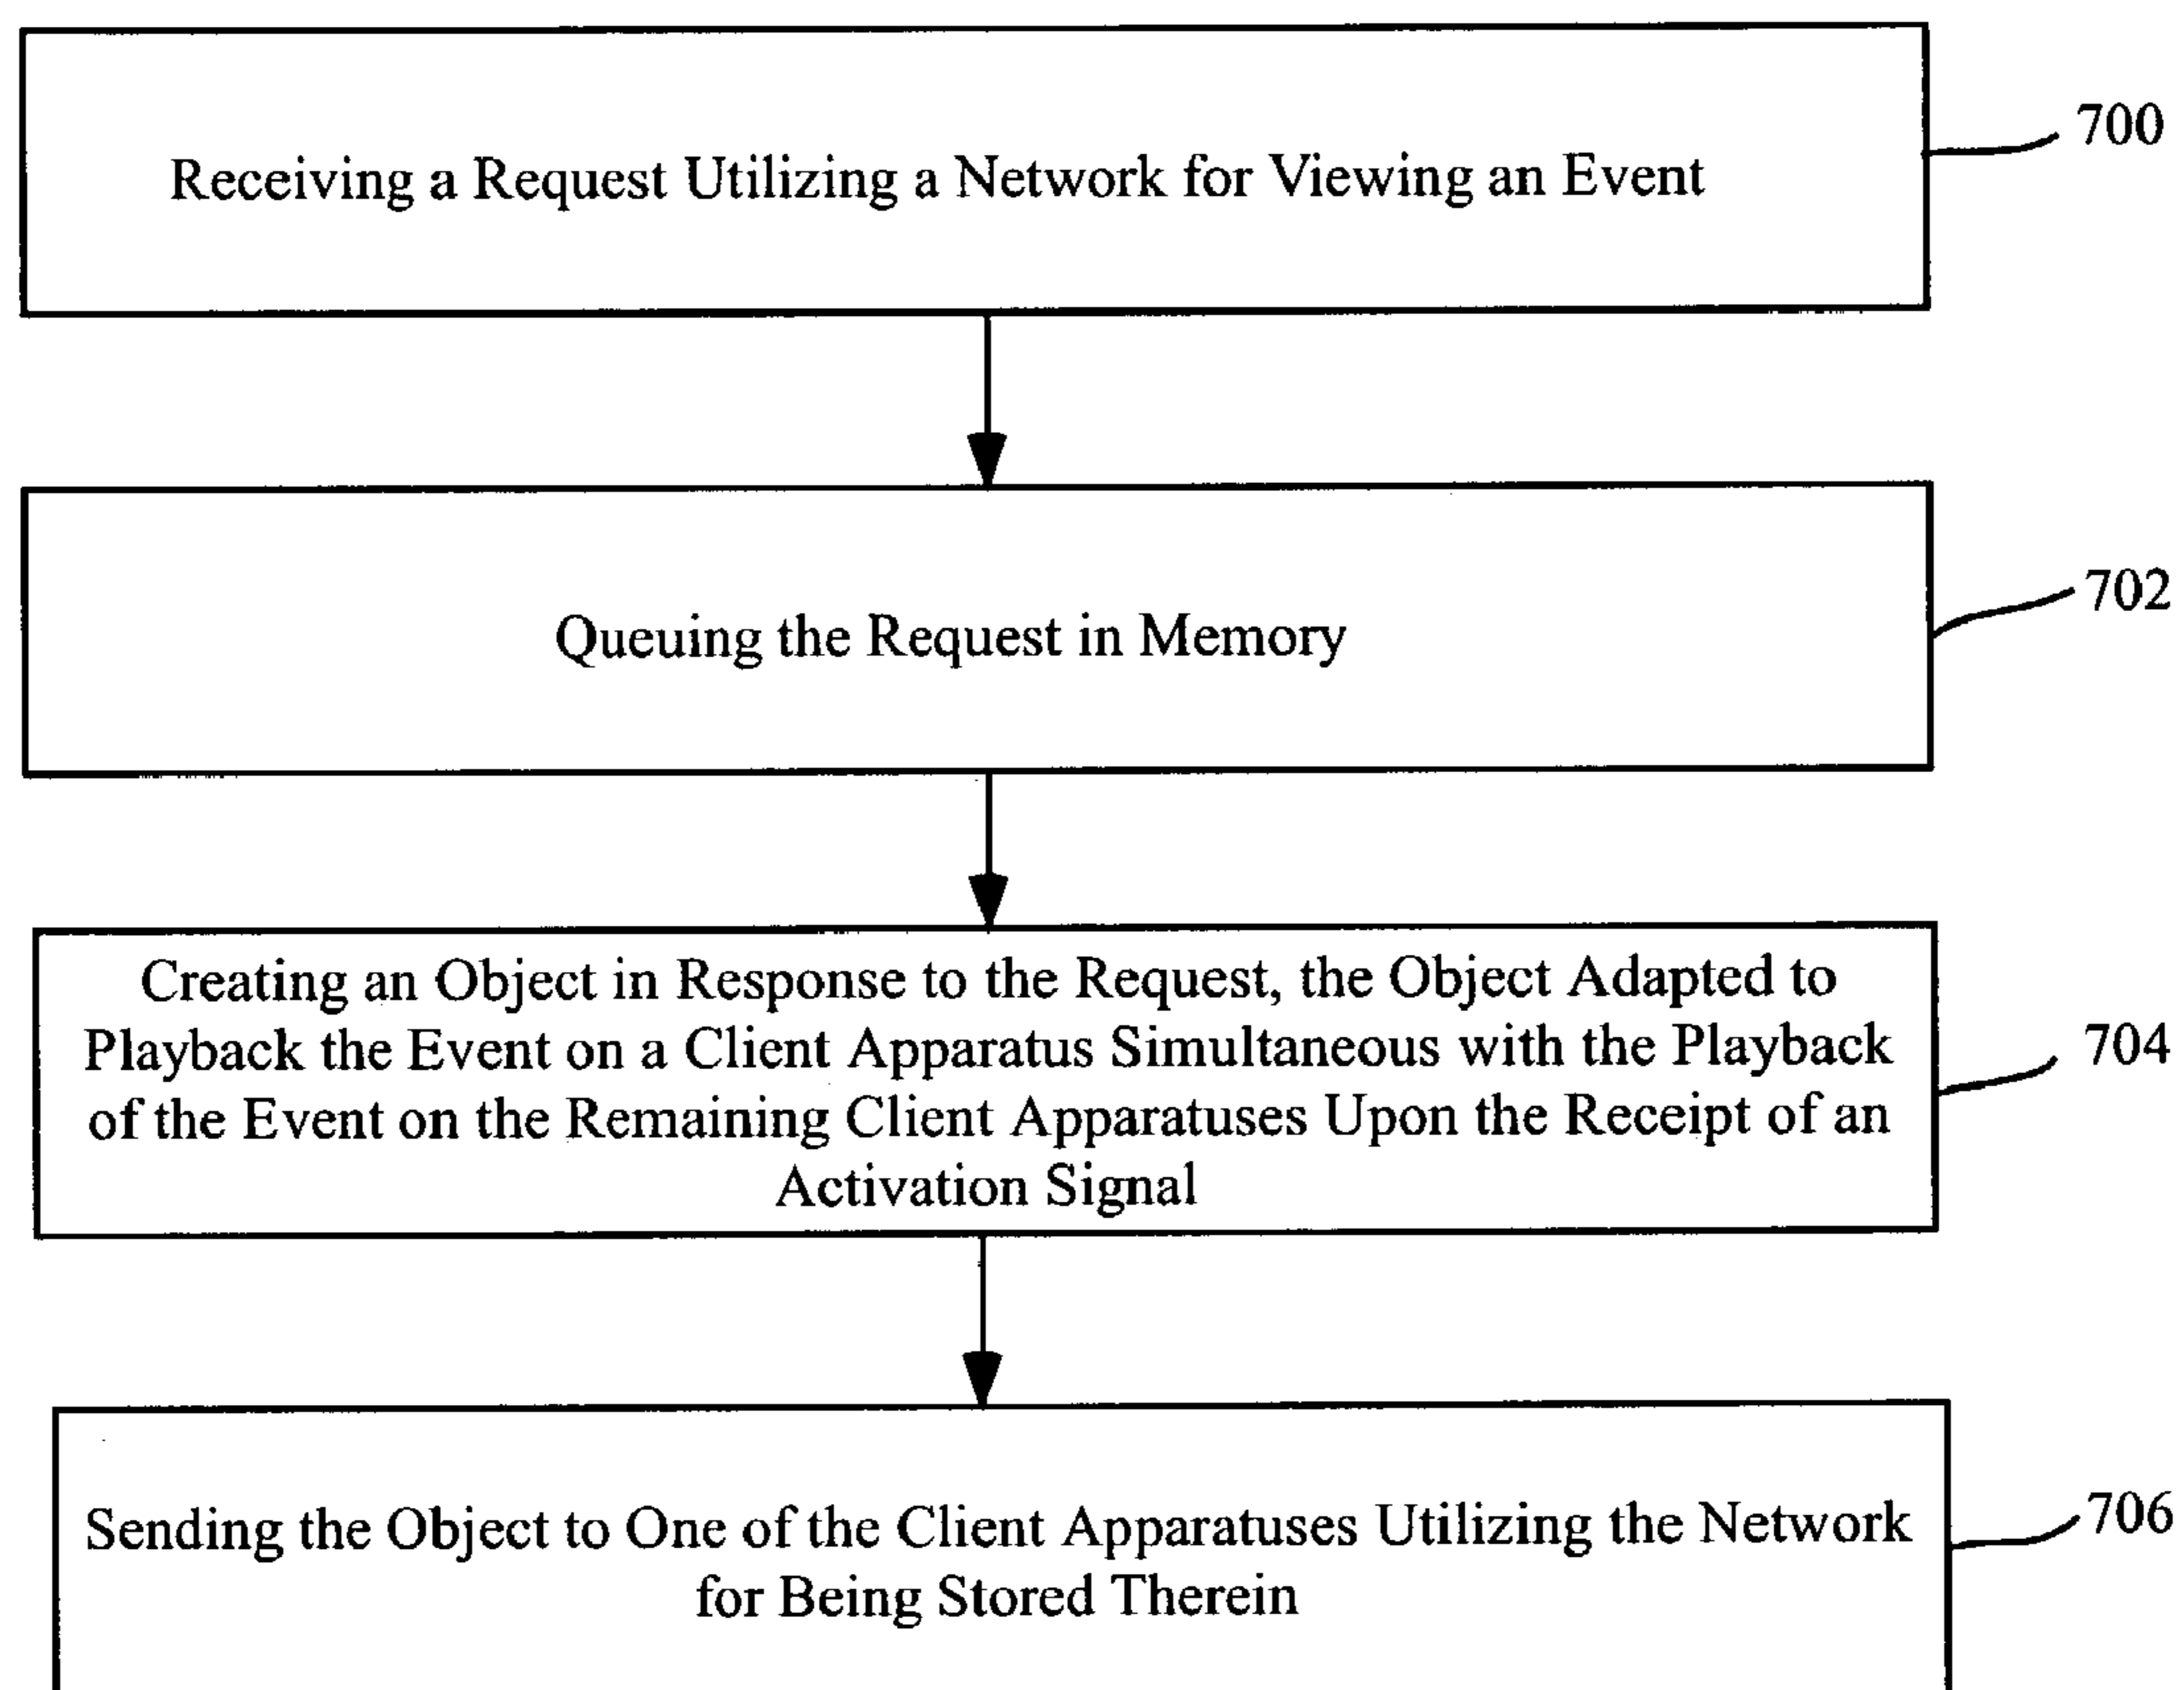 Receiving a Request Utilizing a Network for Viewing an Event
700
Queuing the Request in Memory
702
Creating an Object in Response to the Request, the Object Adapted to
Playback the Event on a Client Apparatus Simultaneous with the Playback
of the Event on the Remaining Client Apparatuses Upon the Receipt of an
Activation Signal
704
Sending the Object to One of the Client Apparatuses Utilizing the Network
for Being Stored Therein
706